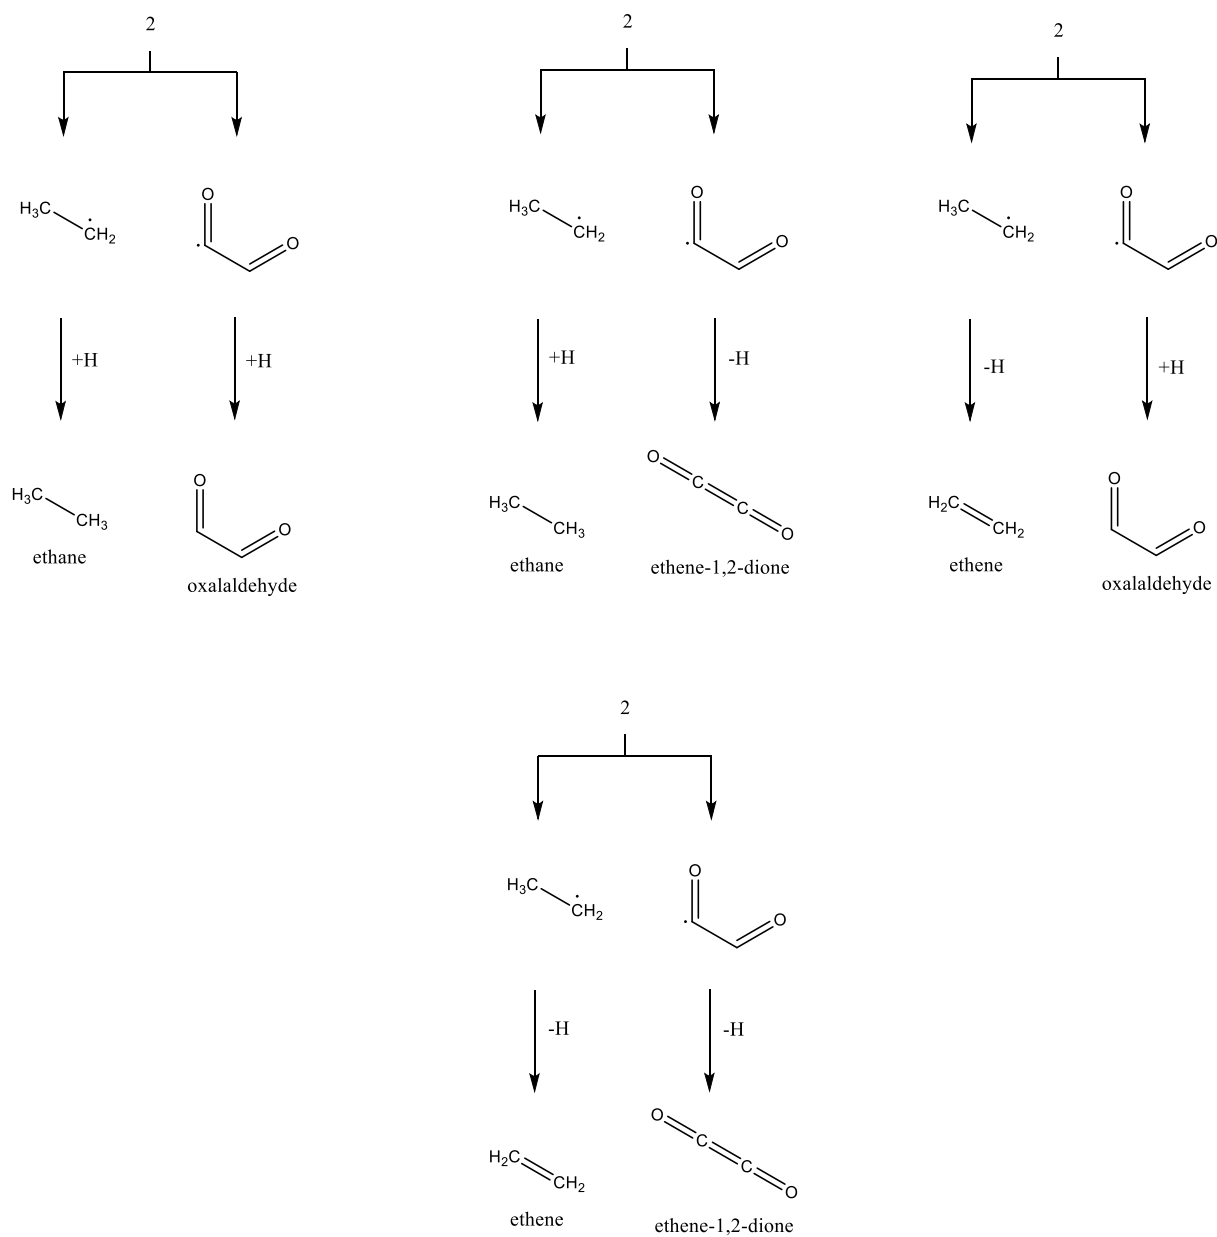 2 2 2
O O O
H3C CH2 O H3C CH2 O H3C CH2 O
+H +H +H -H -H +H
O O O
H3C CH3 O H3C CH3 C C O H2C CH2 O
ethane oxalaldehyde ethane ethene-1,2-dione ethene oxalaldehyde
2
O
H3C CH2 O
-H -H
O
H2C CH2 C C O
ethene ethene-1,2-dione